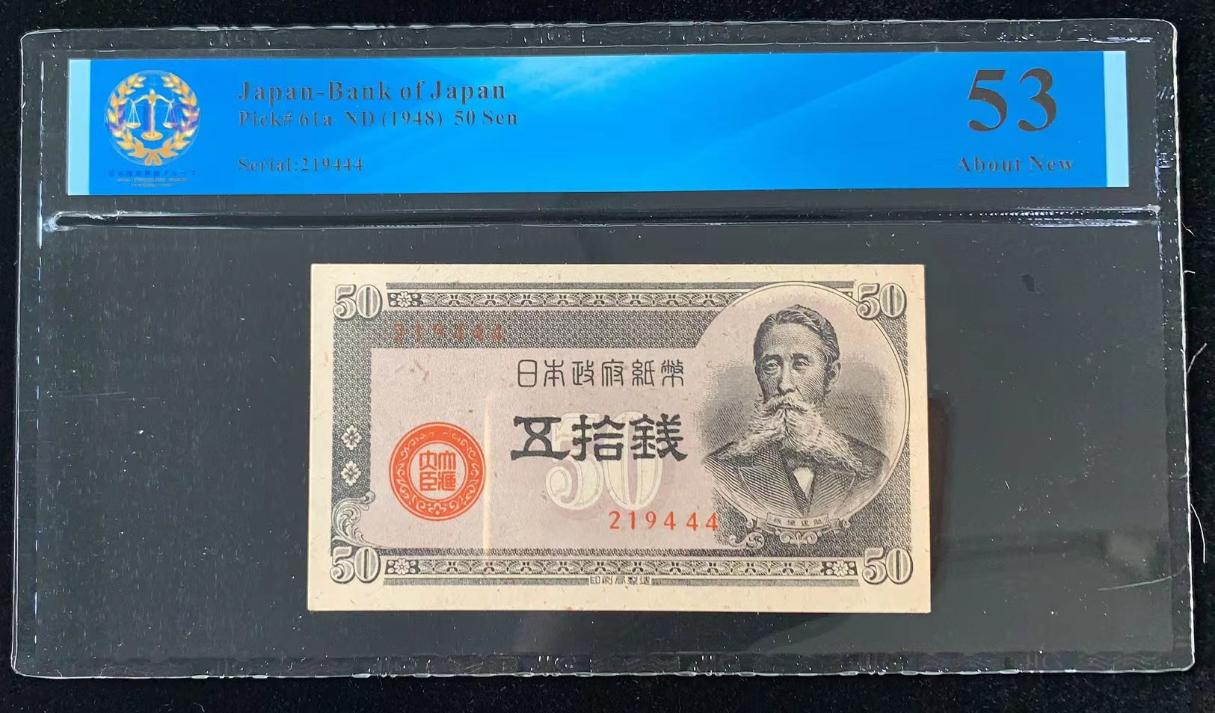 Japan-Bank of Japan
Pick# 61a ND (1948) 50 Sen
Serial:219444
53
About New
50
50
219444
日本政府紙幣
五拾銭
50
219444
50
50